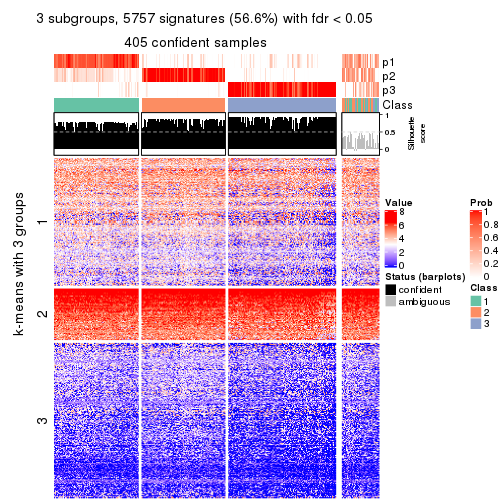 3 subgroups, 5757 signatures (56.6%) with fdr < 0.05
405 confident samples
p1
p2
p3
Class
1
0.5
0
Silhouette
score
k-means with 3 groups
1
2
3
Value
8
6
4
2
0
Status (barplots)
confident
ambiguous
Prob
1
0.8
0.6
0.4
0.2
0
Class
1
2
3